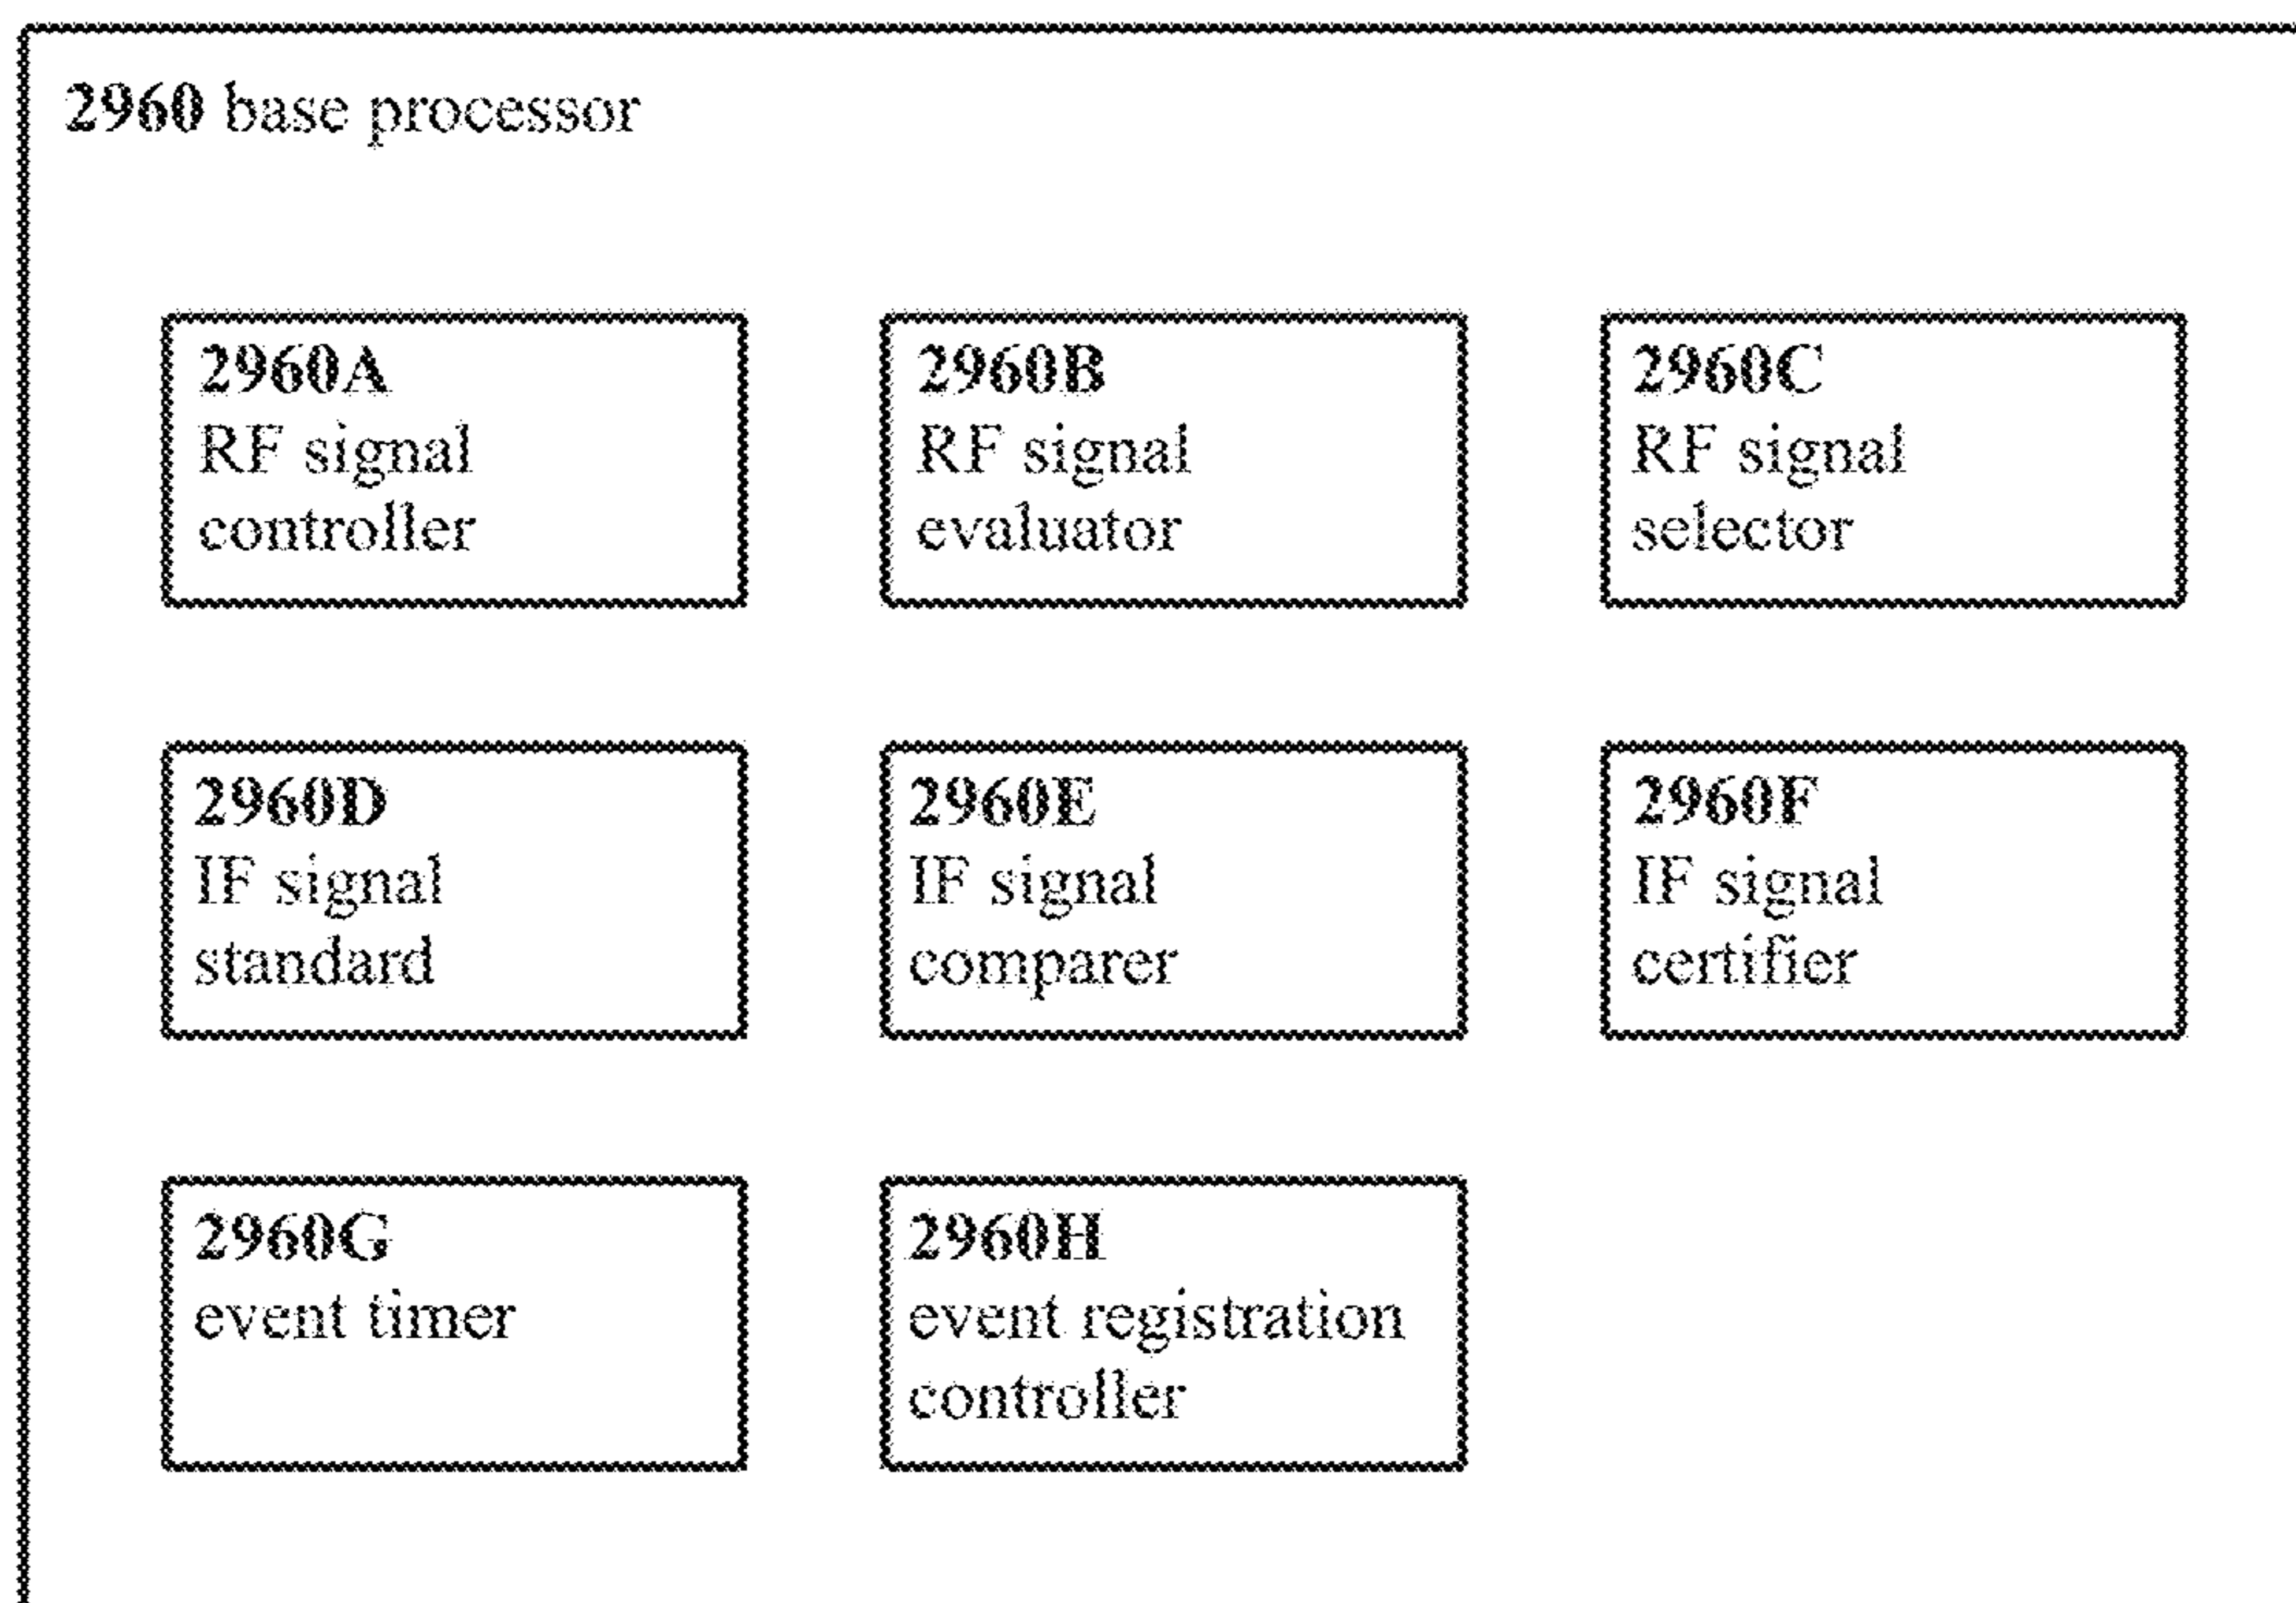 2960 base processor
2960A
RF signal
controller
2960B
RF signal
evaluator
2960C
RF signal
selector
2960D
IF signal
standard
2960E
IF signal
comparer
2960F
IF signal
certifier
2960G
event timer
2960H
event registration
controller